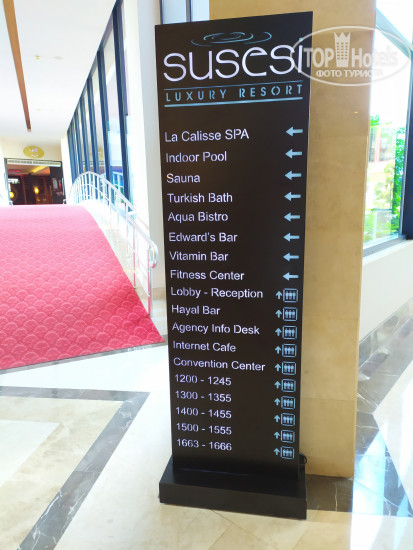 SUSESI
LUXURY RESORT
La Calisse SPA
Indoor Pool
Sauna
Turkish Bath
Aqua Bistro
Edward's Bar
Vitamin Bar
Fitness Center
Lobby - Reception
Hayal Bar
Agency Info Desk
Internet Cafe
Convention Center
1200 - 1245
1300 - 1355
1400 - 1455
1500 - 1555
1663 - 1666
TopHotels
ФОТО ТУРИСТА